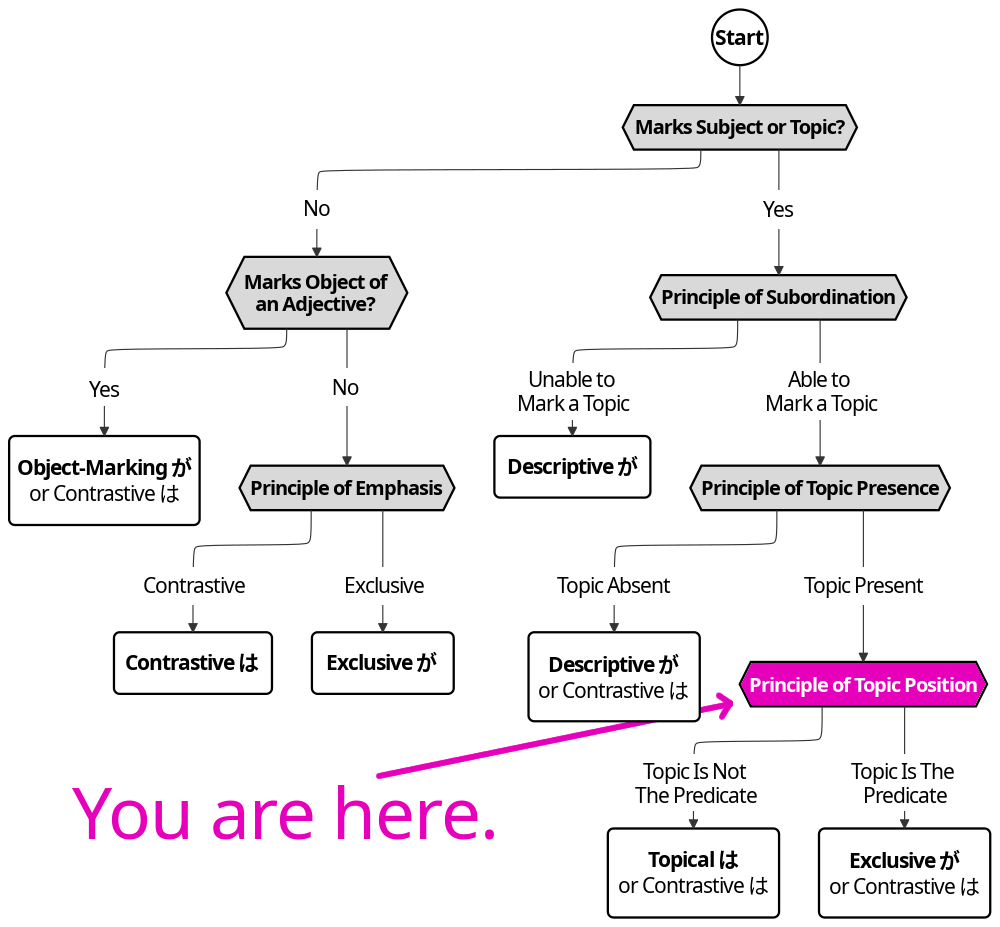 Start
Marks Subject or Topic?
No
Yes
Marks Object of
an Adjective?
Principle of Subordination
Yes
No
Unable to
Mark a Topic
Able to
Mark a Topic
Object-Marking が
or Contrastive は
Principle of Emphasis
Descriptive が
Principle of Topic Presence
Contrastive
Exclusive
Topic Absent
Topic Present
Contrastive は
Exclusive が
Descriptive が
or Contrastive は
Principle of Topic Position
You are here.
Topic Is Not
The Predicate
Topic Is The
Predicate
Topical は
or Contrastive は
Exclusive が
or Contrastive は